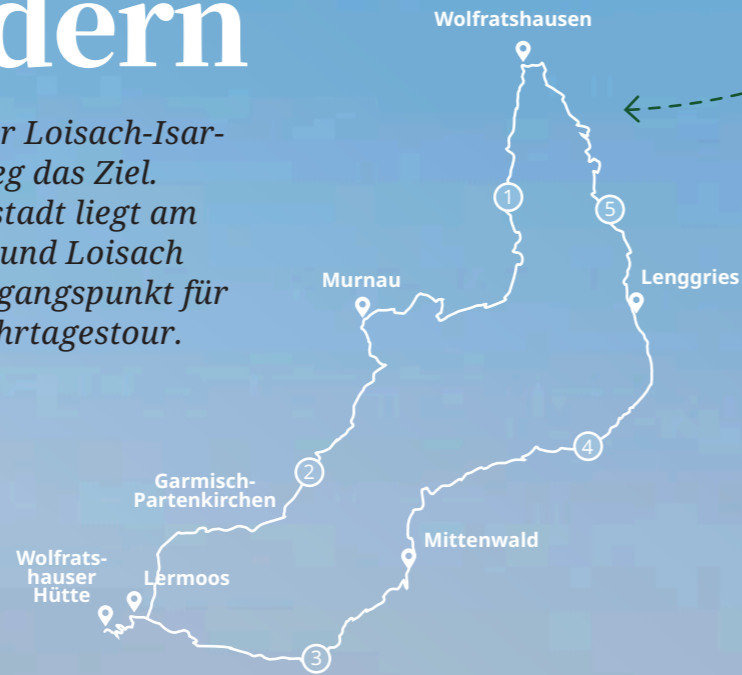 dern
r Loisach-Isar-
eg das Ziel.
stadt liegt am
und Loisach
gangspunkt für
hrtagestour.
Wolfratshausen
1
5
Murnau
Lenggries
2
4
Garmisch-
Partenkirchen
Mittenwald
Wolfrats-
hauser
Hütte
Lermoos
3